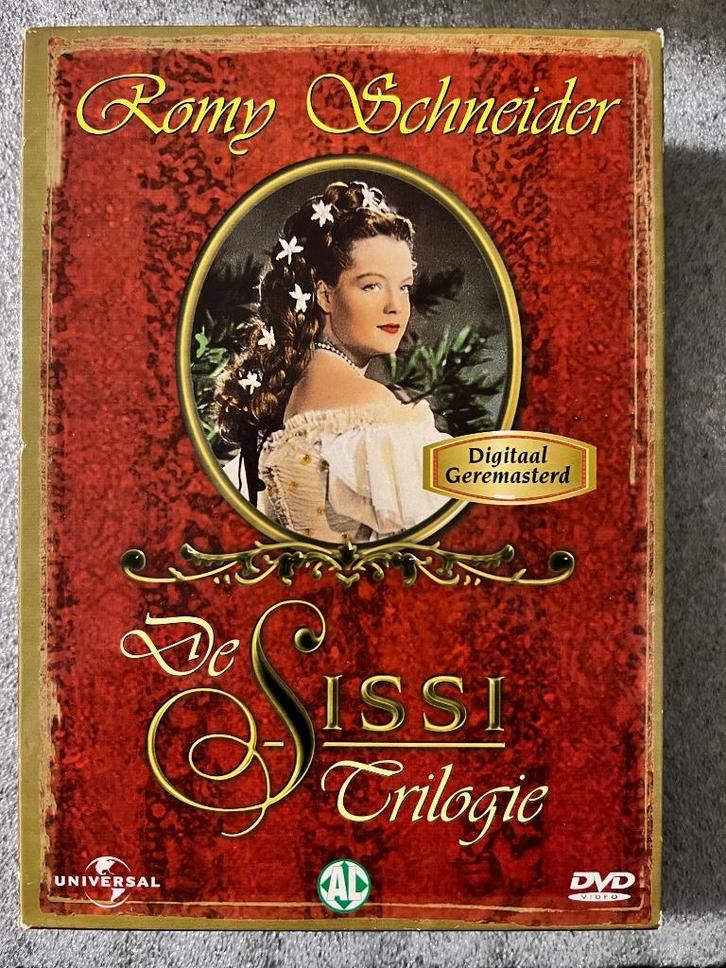 Romy Schneider
Digitaal
Geremasterd
De
SISSI
Trilogie
UNIVERSAL
AL
DVD
VIDEO